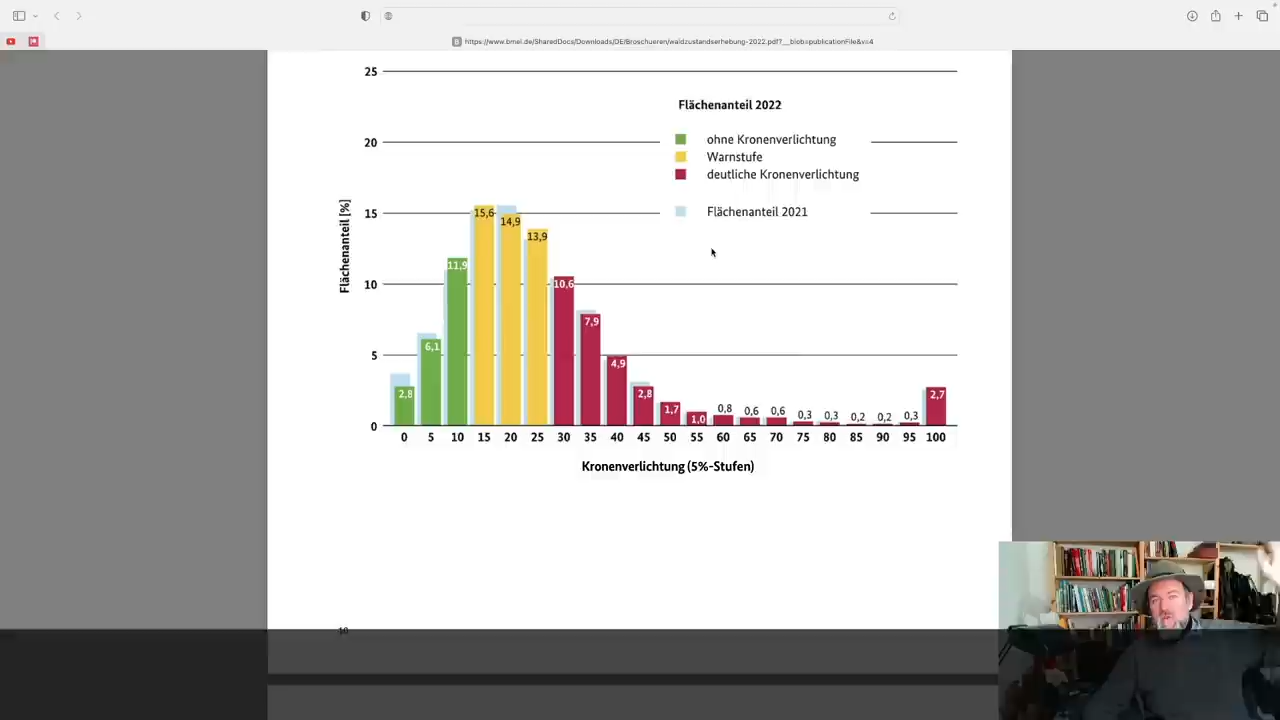 https://www.bmel.de/SharedDocs/Downloads/DE/Broschueren/waldzustandserhebung-2022.pdf?__blob=publicationFile&v=4
25
20
15
10
5
0
Flächenanteil [%]
Flächenanteil 2022
ohne Kronenverlichtung
Warnstufe
deutliche Kronenverlichtung
Flächenanteil 2021
2,8 6,1 11,9 15,6 14,9 13,9 10,6 7,9 4,9 2,8 1,7 1,0 0,8 0,6 0,6 0,3 0,3 0,2 0,2 0,3 2,7
0 5 10 15 20 25 30 35 40 45 50 55 60 65 70 75 80 85 90 95 100
Kronenverlichtung (5%-Stufen)
10